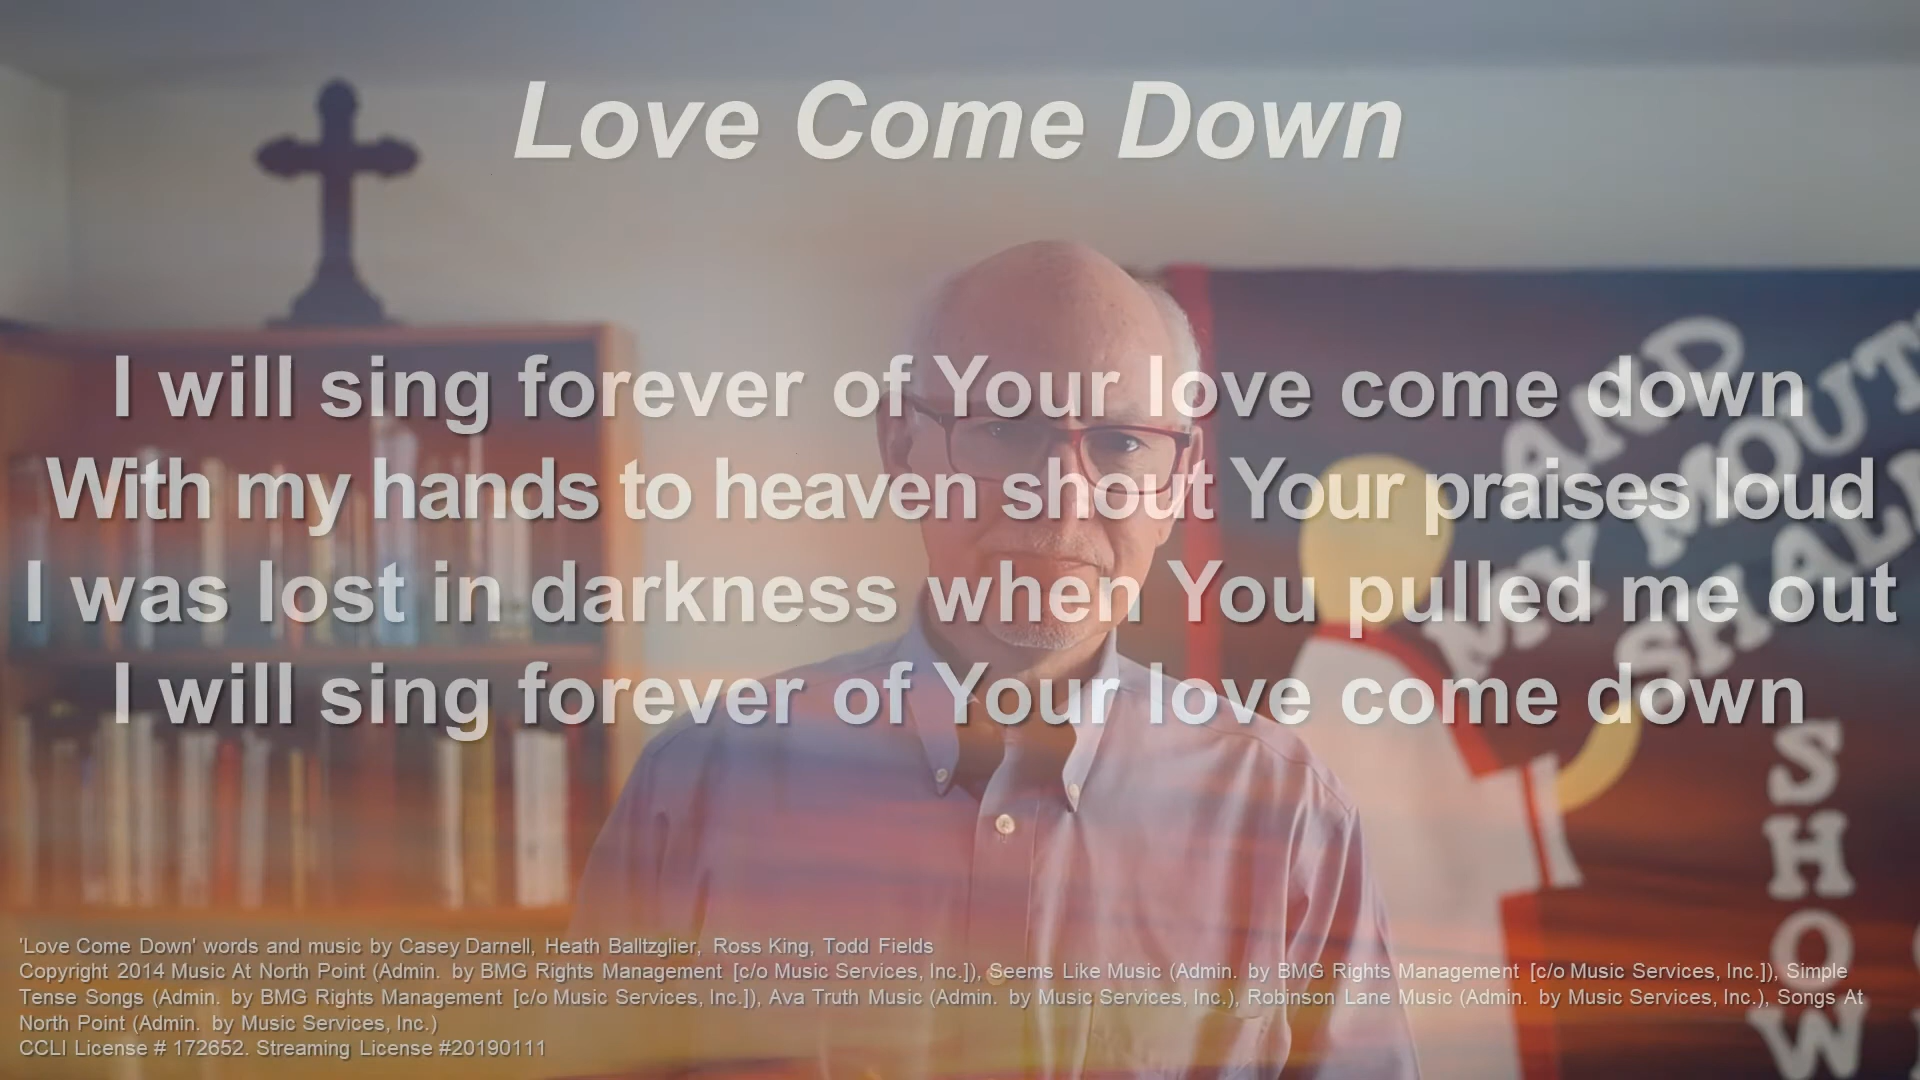 Love Come Down
I will sing forever of Your love come down
With my hands to heaven shout Your praises loud
I was lost in darkness when You pulled me out
I will sing forever of Your love come down
AND
MY MOUTH
SHALL
SHOW
'Love Come Down' words and music by Casey Darnell, Heath Balltzglier, Ross King, Todd Fields
Copyright 2014 Music At North Point (Admin. by BMG Rights Management [c/o Music Services, Inc.]), Seems Like Music (Admin. by BMG Rights Management [c/o Music Services, Inc.]), Simple
Tense Songs (Admin. by BMG Rights Management [c/o Music Services, Inc.]), Ava Truth Music (Admin. by Music Services, Inc.), Robinson Lane Music (Admin. by Music Services, Inc.), Songs At
North Point (Admin. by Music Services, Inc.)
CCLI License # 172652. Streaming License #20190111